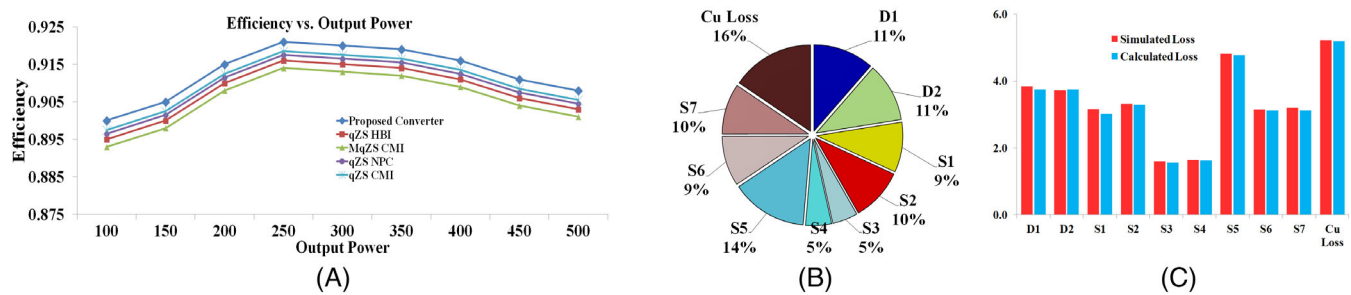 Efficiency vs. Output Power
0.925
0.915
0.905
0.895
0.885
0.875
Efficiency
Proposed Converter
qZS HBI
MqZS CMI
qZS NPC
qZS CMI
100 150 200 250 300 350 400 450 500
Output Power
(A)
Cu Loss
16%
D1
11%
D2
11%
S1
9%
S2
10%
S3
5%
S4
5%
S5
14%
S6
9%
S7
10%
(B)
6.0
4.0
2.0
0.0
Simulated Loss
Calculated Loss
D1 D2 S1 S2 S3 S4 S5 S6 S7 Cu
Loss
(C)